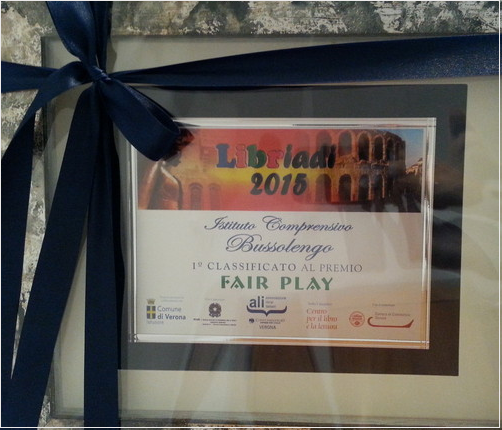 Libriadi
2015
Istituto Comprensivo
Bussolengo
1º CLASSIFICATO AL PREMIO
FAIR PLAY
Comune
di Verona
ali
VERONA
Centro
per il libro
e la lettura